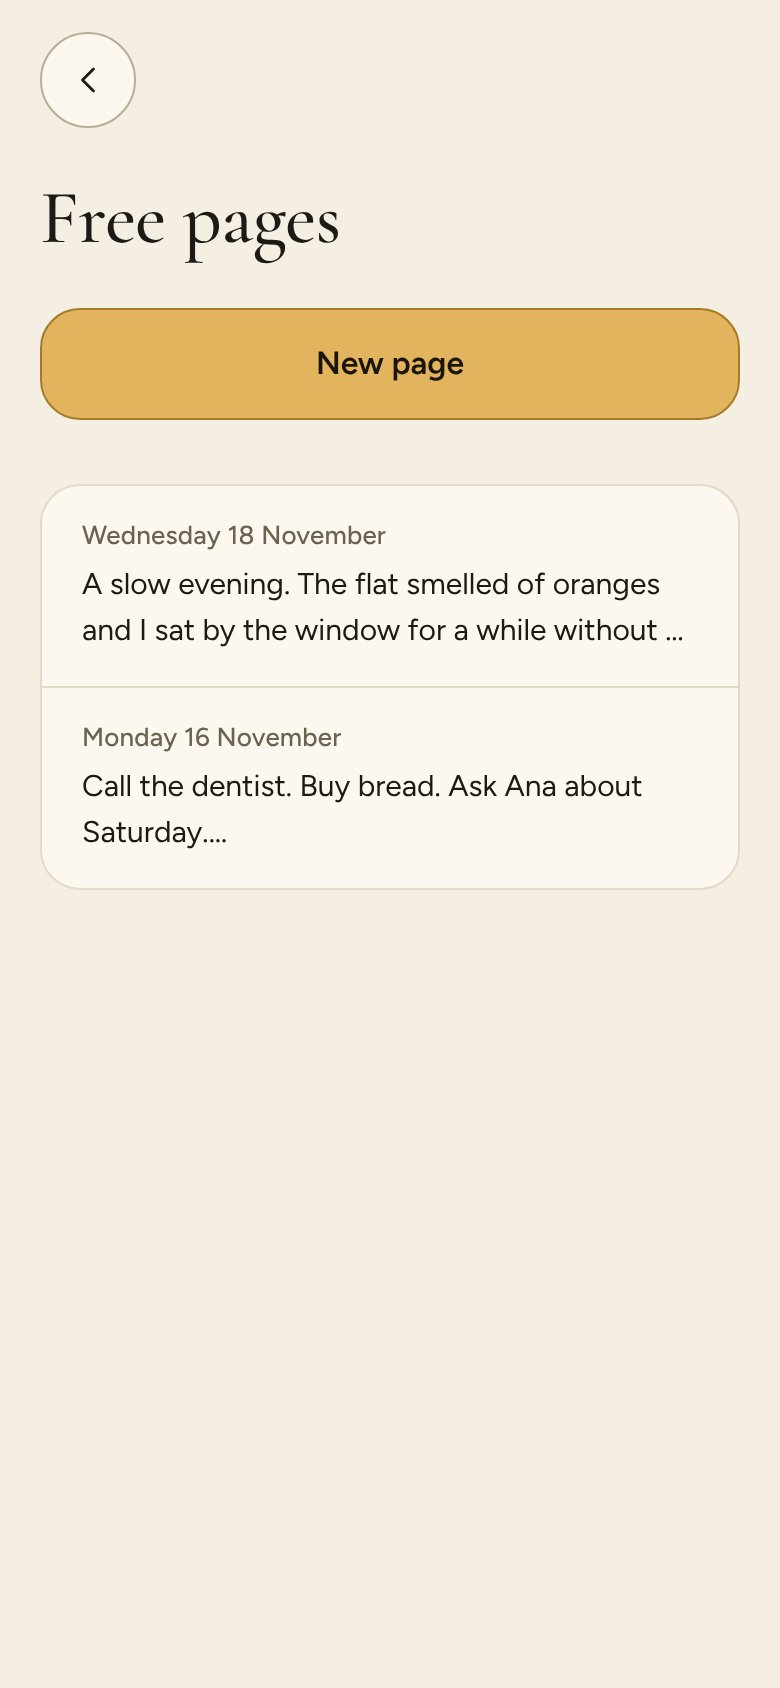 Free pages
New page
Wednesday 18 November
A slow evening. The flat smelled of oranges
and I sat by the window for a while without ...
Monday 16 November
Call the dentist. Buy bread. Ask Ana about
Saturday....